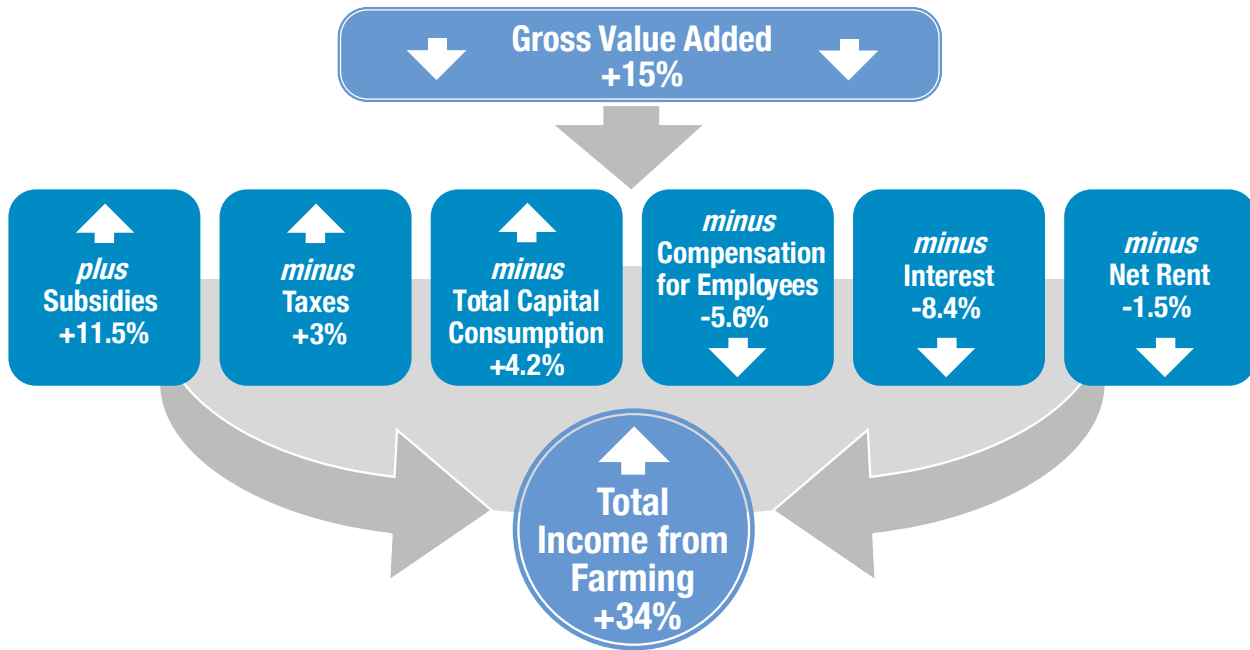 Gross Value Added
+15%
plus
Subsidies
+11.5%
minus
Taxes
+3%
minus
Total Capital
Consumption
+4.2%
minus
Compensation
for Employees
-5.6%
minus
Interest
-8.4%
minus
Net Rent
-1.5%
Total
Income from
Farming
+34%